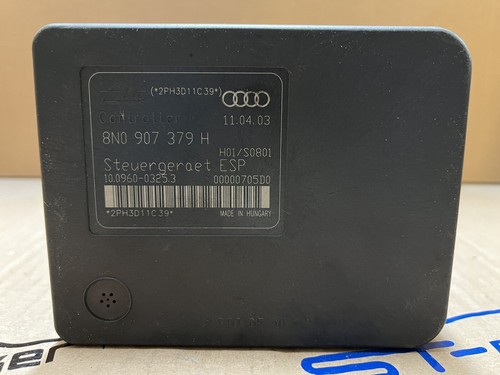 (*2PH3D11C39*)
Controller 11.04.03
8N0 907 379 H
H01/S0801
Steuergeraet ESP
10.0960-0325.3 00000705D0
*2PH3D11C39* MADE IN HUNGARY